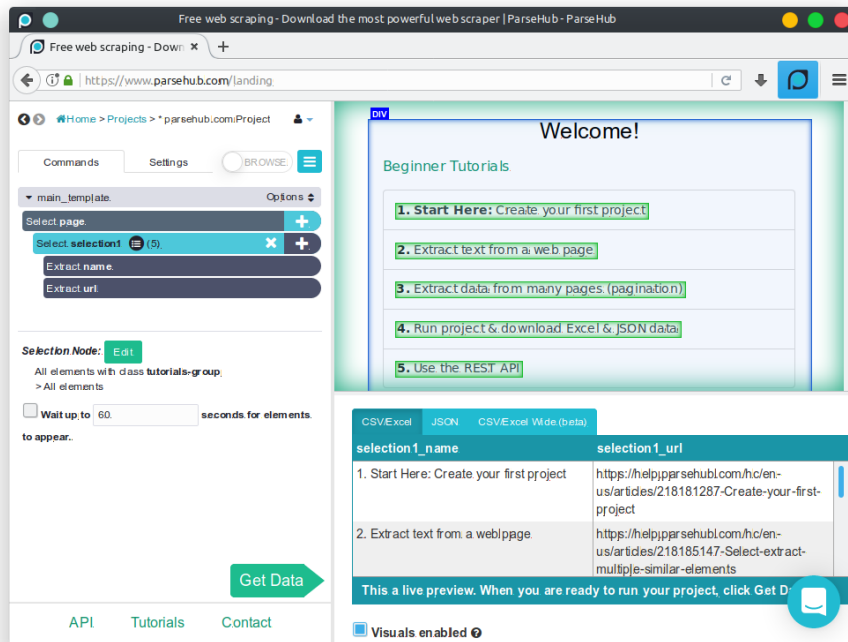 Free web scraping - Download the most powerful web scraper | ParseHub - ParseHub
Free web scraping - Down
https://www.parsehub.com/landing
Home > Projects > * parsehub.com Project
Commands
Settings
BROWSE
main_template
Options
Select page
Select selection1 (5)
Extract name
Extract url
Selection Node: Edit
All elements with class tutorials-group
> All elements
Wait up to 60 seconds for elements
to appear.
Get Data
API
Tutorials
Contact
DIV
Welcome!
Beginner Tutorials
1. Start Here: Create your first project
2. Extract text from a web page
3. Extract data from many pages (pagination)
4. Run project & download Excel & JSON data
5. Use the REST API
CSV/Excel
JSON
CSV/Excel Wide (beta)
selection1_name
selection1_url
1. Start Here: Create your first project
https://help.parsehub.com/hc/en-
us/articles/218181287-Create-your-first-
project
2. Extract text from a web page
https://help.parsehub.com/hc/en-
us/articles/218185147-Select-extract-
multiple-similar-elements
This a live preview. When you are ready to run your project, click Get D
Visuals enabled